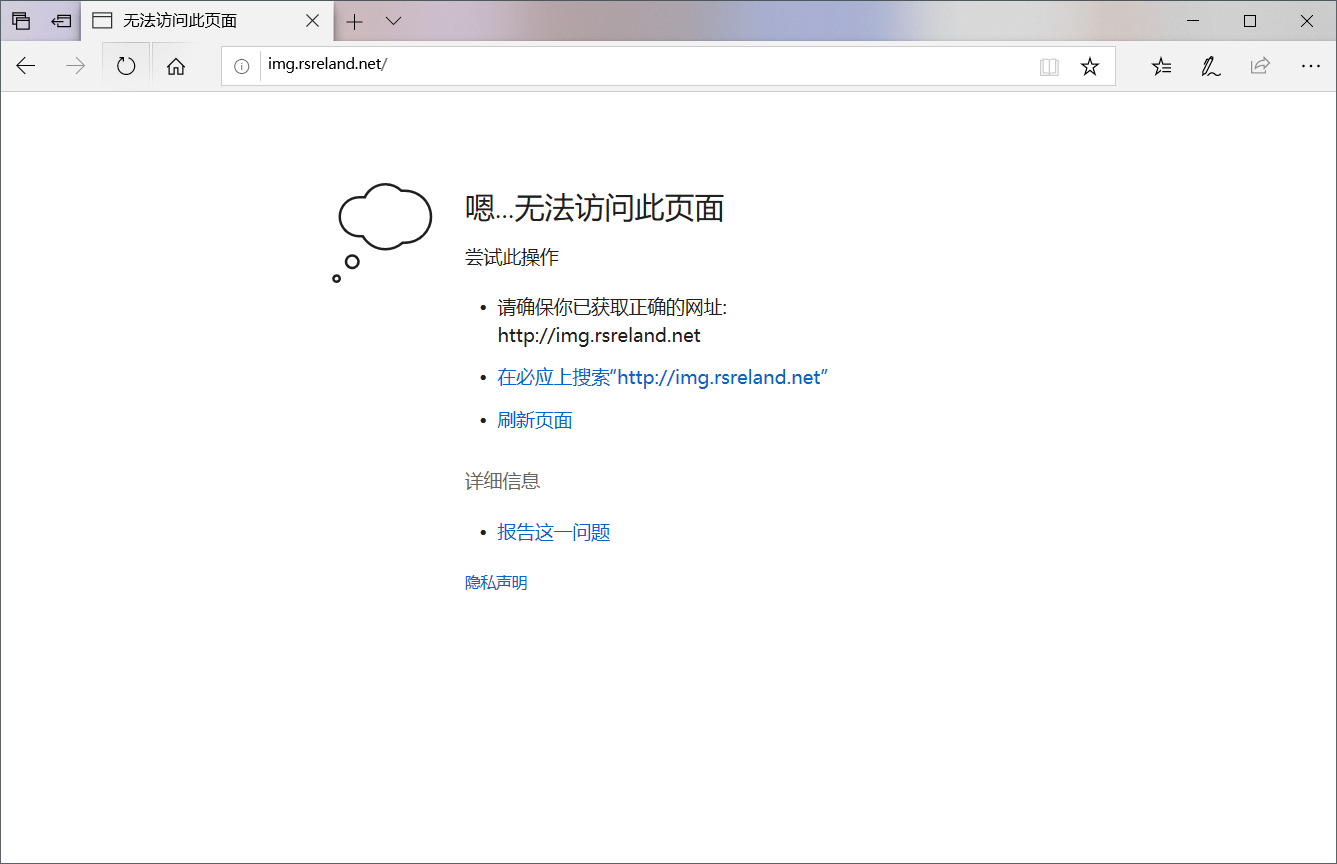 无法访问此页面
img.rsreland.net/
嗯...无法访问此页面
尝试此操作
• 请确保你已获取正确的网址:
http://img.rsreland.net
• 在必应上搜索“http://img.rsreland.net”
• 刷新页面
详细信息
• 报告这一问题
隐私声明